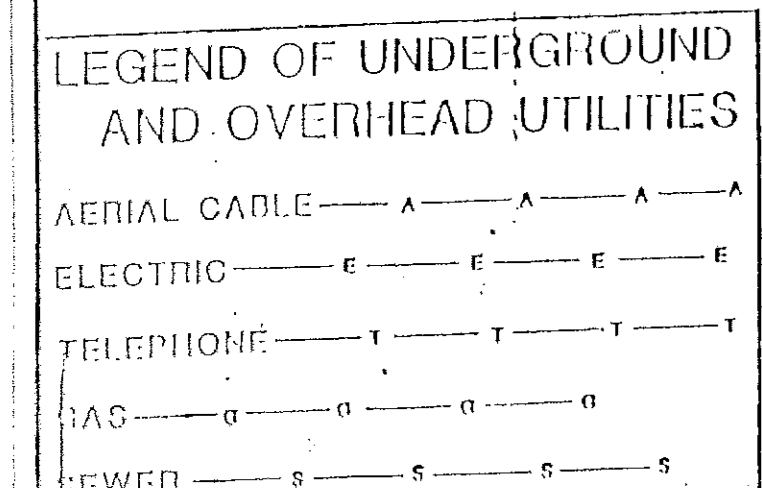 LEGEND OF UNDERGROUND
AND OVERHEAD UTILITIES
AERIAL CABLE — A — A — A — A
ELECTRIC — E — E — E — E
TELEPHONE — T — T — T — T
GAS — G — G — G — G
SEWER — S — S — S — S